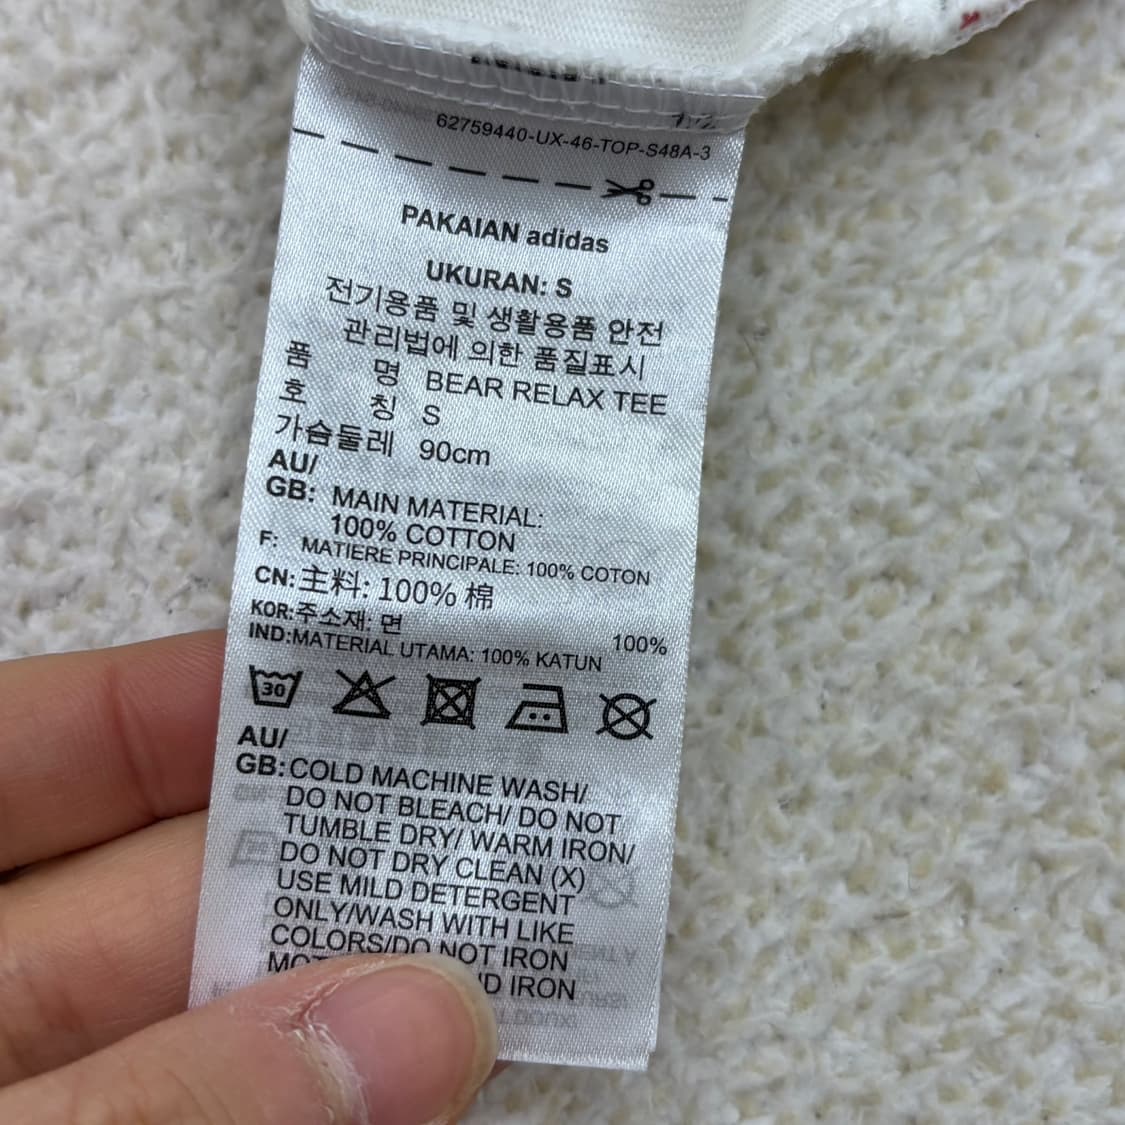 62759440-UX-46-TOP-S48A-3
PAKAIAN adidas
UKURAN: S
전기용품 및 생활용품 안전
관리법에 의한 품질표시
품 명 BEAR RELAX TEE
호 칭 S
가슴둘레 90cm
AU/
GB: MAIN MATERIAL:
100% COTTON
F: MATIERE PRINCIPALE: 100% COTON
CN: 主料: 100% 棉
KOR: 주소재: 면 100%
IND: MATERIAL UTAMA: 100% KATUN
30
AU/
GB: COLD MACHINE WASH/
DO NOT BLEACH/ DO NOT
TUMBLE DRY/ WARM IRON/
DO NOT DRY CLEAN (X)
USE MILD DETERGENT
ONLY/WASH WITH LIKE
COLORS/DO NOT IRON
IRON